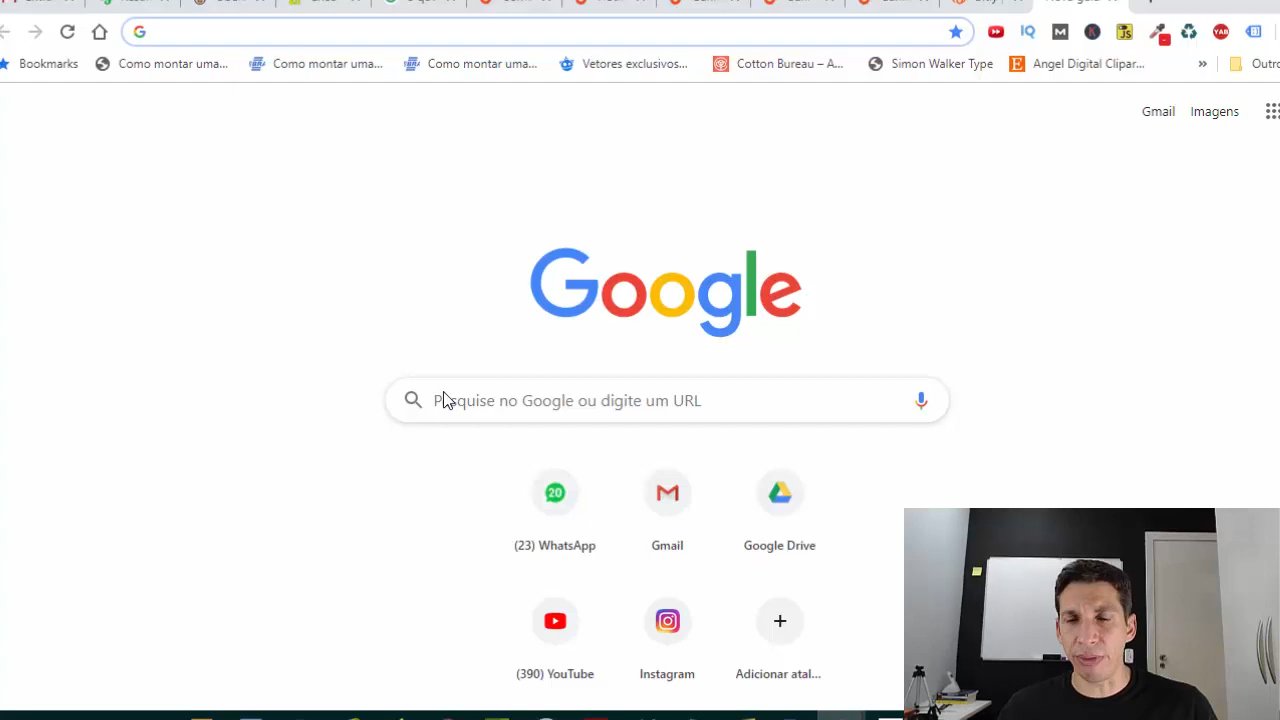 Bookmarks Como montar uma... Como montar uma... Como montar uma... Vetores exclusivos... Cotton Bureau – A... Simon Walker Type Angel Digital Clipar... » Outro
Gmail Imagens
Google
Pesquise no Google ou digite um URL
20
(23) WhatsApp Gmail Google Drive
(390) YouTube Instagram Adicionar atal...